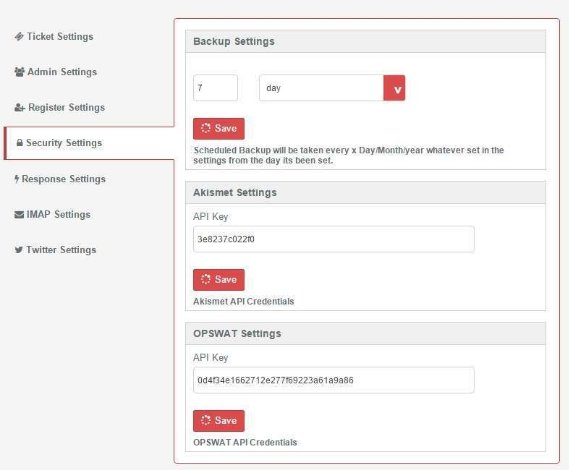 Ticket Settings
Admin Settings
Register Settings
Security Settings
Response Settings
IMAP Settings
Twitter Settings
Backup Settings
7
day
v
Save
Scheduled Backup will be taken every x Day/Month/year whatever set in the
settings from the day its been set.
Akismet Settings
API Key
3e8237c022f0
Save
Akismet API Credentials
OPSWAT Settings
API Key
0d4f34e1662712e277f69223a61a9a86
Save
OPSWAT API Credentials